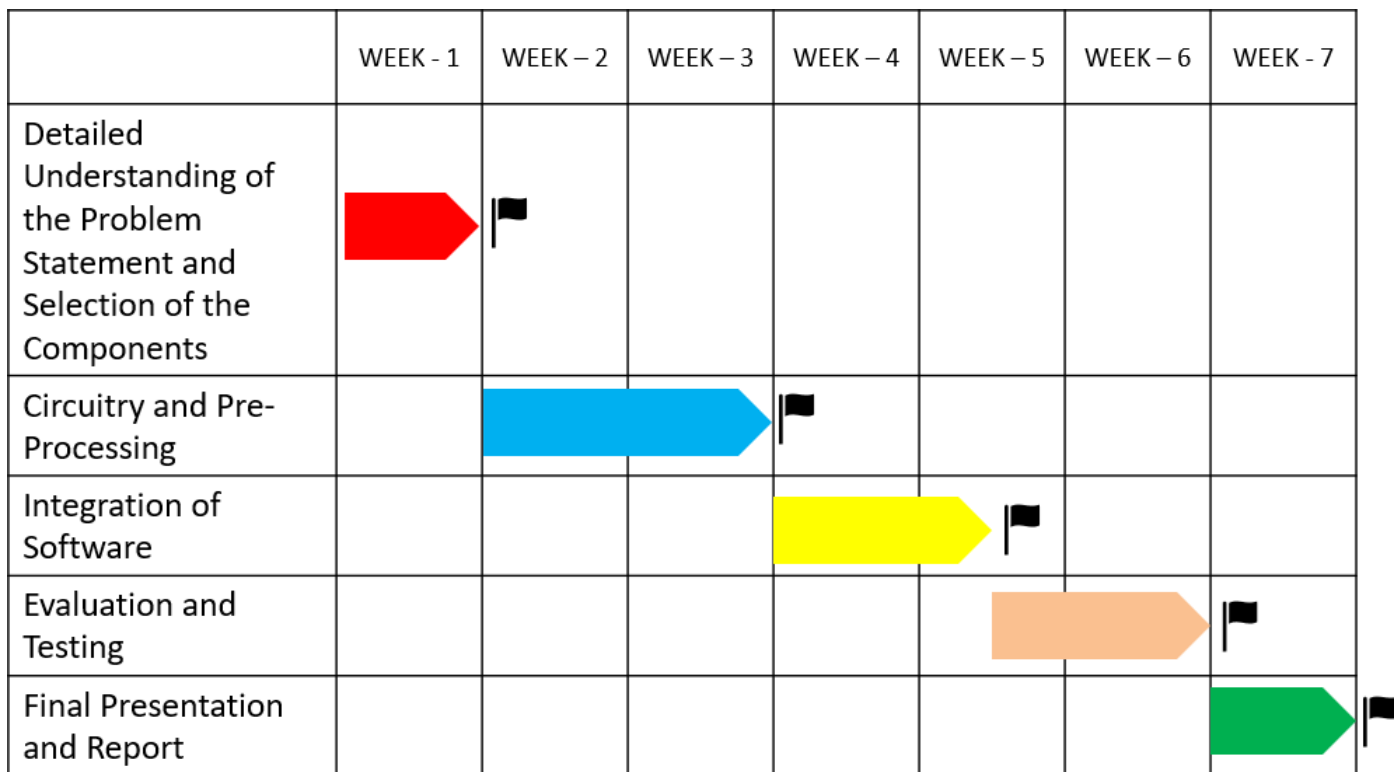 WEEK - 1
WEEK – 2
WEEK – 3
WEEK – 4
WEEK – 5
WEEK – 6
WEEK - 7
Detailed
Understanding of
the Problem
Statement and
Selection of the
Components
Circuitry and Pre-
Processing
Integration of
Software
Evaluation and
Testing
Final Presentation
and Report